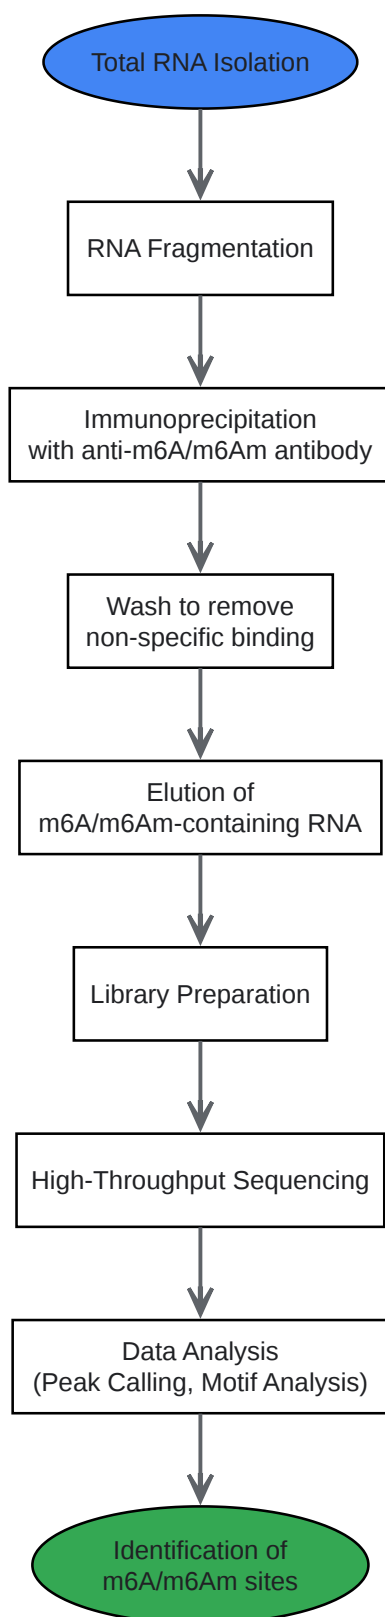 Total RNA Isolation
RNA Fragmentation
Immunoprecipitation
with anti-m6A/m6Am antibody
Wash to remove
non-specific binding
Elution of
m6A/m6Am-containing RNA
Library Preparation
High-Throughput Sequencing
Data Analysis
(Peak Calling, Motif Analysis)
Identification of
m6A/m6Am sites